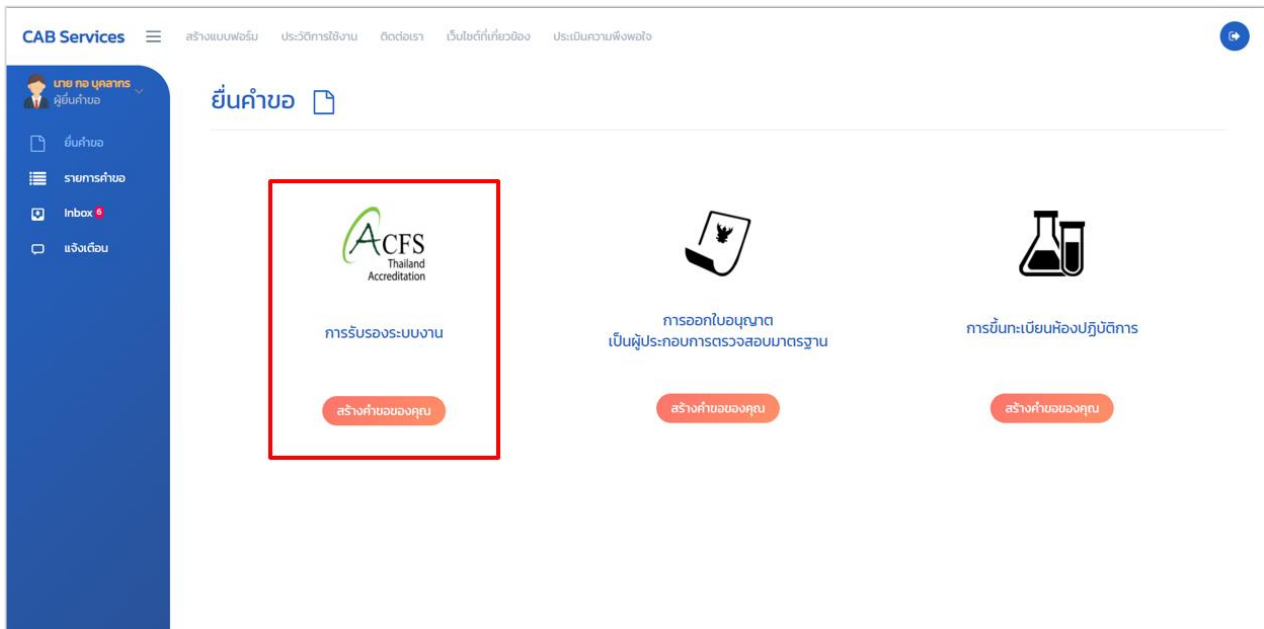 CAB Services
สร้างแบบฟอร์ม
ประวัติการใช้งาน
ติดต่อเรา
เว็บไซต์ที่เกี่ยวข้อง
ประเมินความพึงพอใจ
นาย กอ บุคลากร
ผู้ยื่นคำขอ
ยื่นคำขอ
รายการคำขอ
Inbox 6
แจ้งเตือน
ยื่นคำขอ
ACFS
Thailand
Accreditation
การรับรองระบบงาน
สร้างคำขอของคุณ
การออกใบอนุญาต
เป็นผู้ประกอบการตรวจสอบมาตรฐาน
สร้างคำขอของคุณ
การขึ้นทะเบียนห้องปฏิบัติการ
สร้างคำขอของคุณ